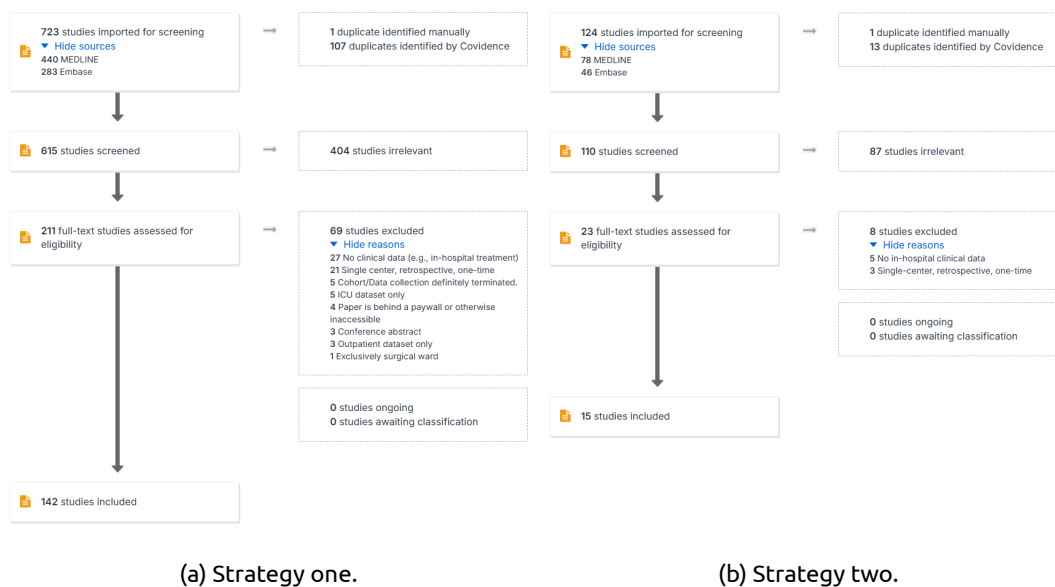 723 studies imported for screening
Hide sources
440 MEDLINE
283 Embase
1 duplicate identified manually
107 duplicates identified by Covidence
615 studies screened
404 studies irrelevant
211 full-text studies assessed for
eligibility
69 studies excluded
Hide reasons
27 No clinical data (e.g., in-hospital treatment)
21 Single center, retrospective, one-time
5 Cohort/Data collection definitely terminated.
5 ICU dataset only
4 Paper is behind a paywall or otherwise
inaccessible
3 Conference abstract
3 Outpatient dataset only
1 Exclusively surgical ward
0 studies ongoing
0 studies awaiting classification
142 studies included
(a) Strategy one.
124 studies imported for screening
Hide sources
78 MEDLINE
46 Embase
1 duplicate identified manually
13 duplicates identified by Covidence
110 studies screened
87 studies irrelevant
23 full-text studies assessed for
eligibility
8 studies excluded
Hide reasons
5 No in-hospital clinical data
3 Single-center, retrospective, one-time
0 studies ongoing
0 studies awaiting classification
15 studies included
(b) Strategy two.